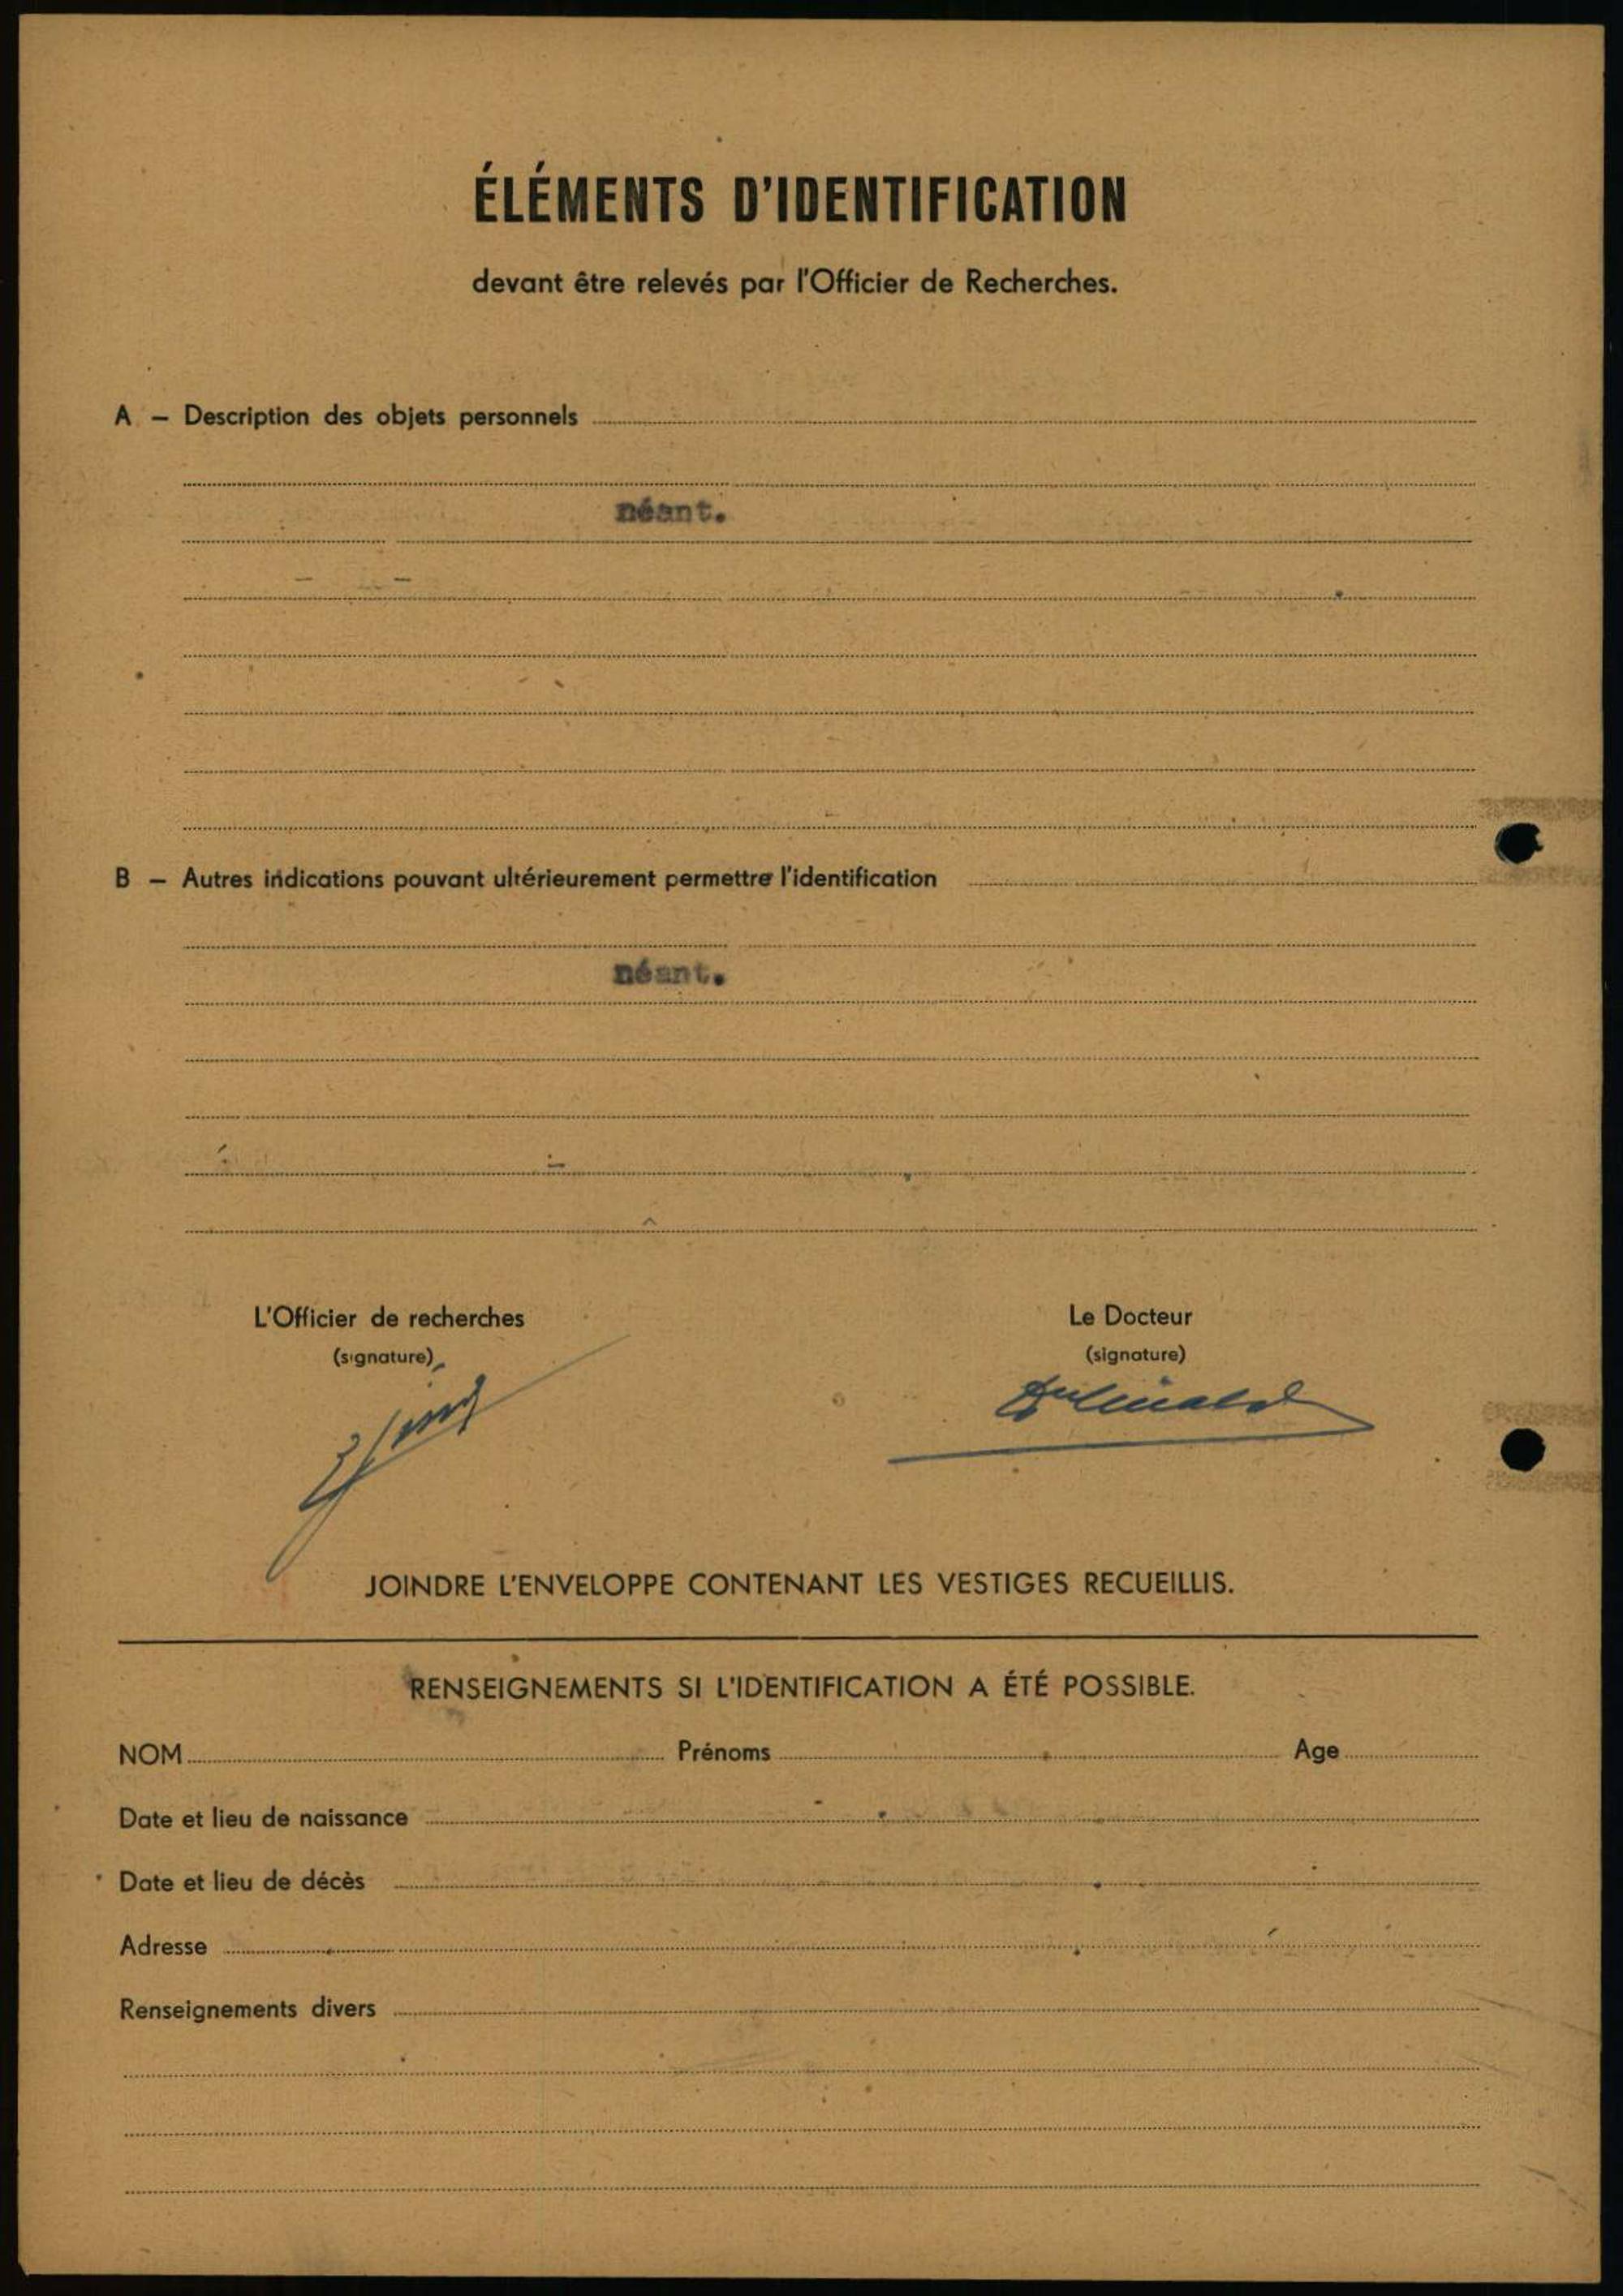 ÉLÉMENTS D'IDENTIFICATION
devant être relevés par l'Officier de Recherches.
A – Description des objets personnels
néant.
B – Autres indications pouvant ultérieurement permettre l'identification
néant.
L'Officier de recherches
(signature)
Le Docteur
(signature)
JOINDRE L'ENVELOPPE CONTENANT LES VESTIGES RECUEILLIS.
RENSEIGNEMENTS SI L'IDENTIFICATION A ÉTÉ POSSIBLE.
NOM Prénoms Age
Date et lieu de naissance
Date et lieu de décès
Adresse
Renseignements divers